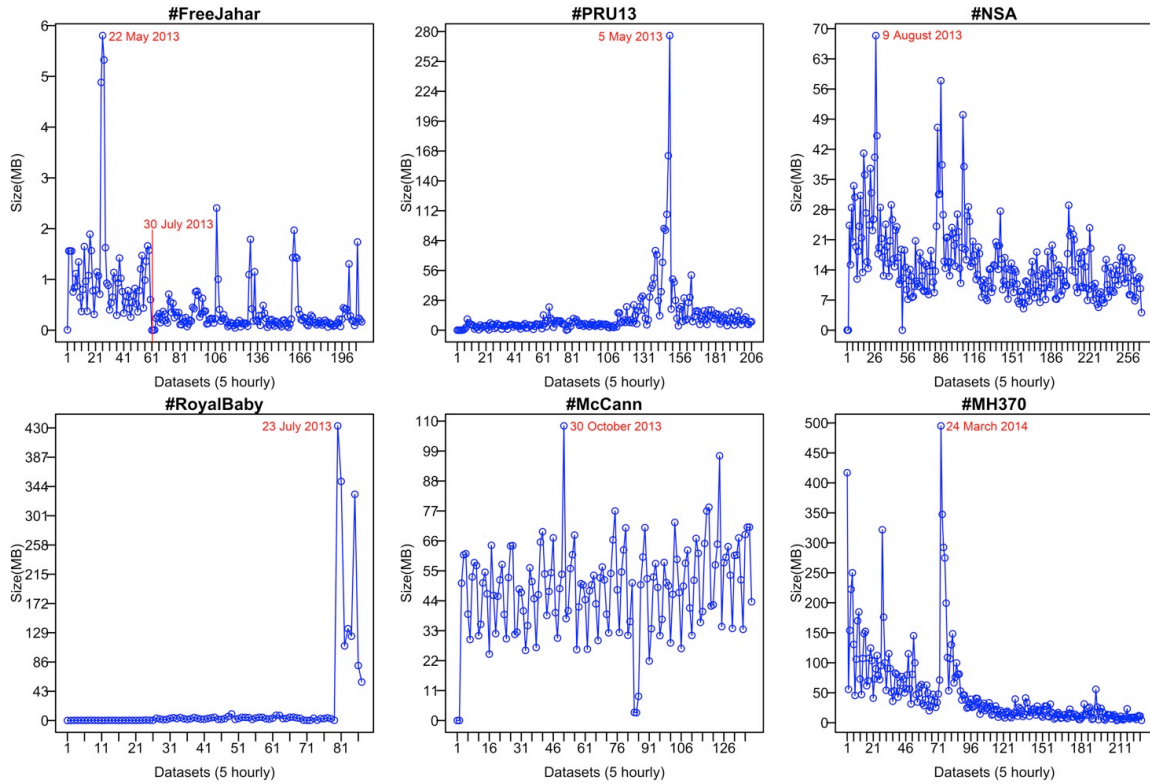 #FreeJahar
22 May 2013
30 July 2013
Size(MB)
6
5
4
3
2
1
0
1 21 41 61 81 106 136 166 196
Datasets (5 hourly)
#PRU13
5 May 2013
Size(MB)
280
252
224
196
168
140
112
84
56
28
0
1 21 41 61 81 106 131 156 181 206
Datasets (5 hourly)
#NSA
9 August 2013
Size(MB)
70
63
56
49
42
35
28
21
14
7
0
1 26 56 86 116 151 186 221 256
Datasets (5 hourly)
#RoyalBaby
23 July 2013
Size(MB)
430
387
344
301
258
215
172
129
86
43
0
1 11 21 31 41 51 61 71 81
Datasets (5 hourly)
#McCann
30 October 2013
Size(MB)
110
99
88
77
66
55
44
33
22
11
0
1 16 31 46 61 76 91 106 126
Datasets (5 hourly)
#MH370
24 March 2014
Size(MB)
500
450
400
350
300
250
200
150
100
50
0
1 21 46 71 96 121 151 181 211
Datasets (5 hourly)